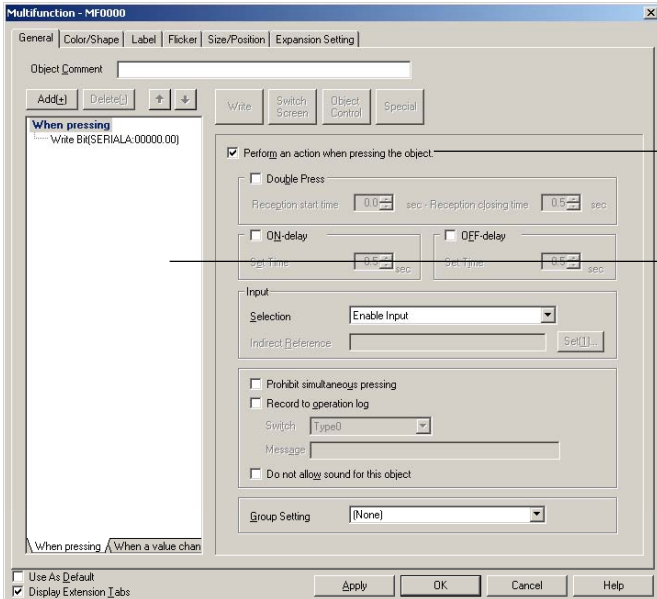 Multifunction - MF0000
General Color/Shape Label Flicker Size/Position Expansion Setting
Object Comment
Add(+) Delete(-)
Write Switch Screen Object Control Special
When pressing
Write Bit(SERIALA:00000.00)
Perform an action when pressing the object.
Double Press
Reception start time 0.0 sec - Reception closing time 0.5 sec
ON-delay OFF-delay
Set Time 0.5 sec Set Time 0.5 sec
Input
Selection Enable Input
Indirect Reference Set(1)...
Prohibit simultaneous pressing
Record to operation log
Switch Type0
Message
Do not allow sound for this object
Group Setting (None)
When pressing When a value chan
Use As Default
Display Extension Tabs
Apply OK Cancel Help